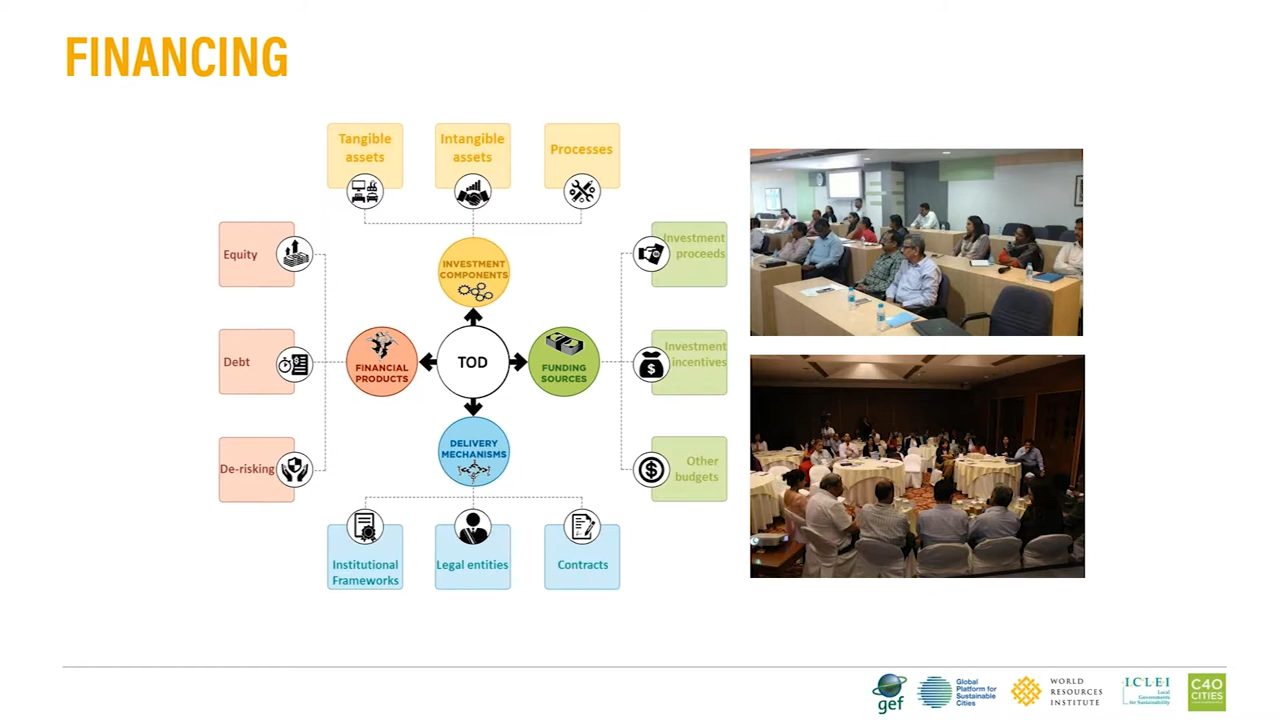 FINANCING
Tangible
assets
Intangible
assets
Processes
Equity
INVESTMENT
COMPONENTS
Investment
proceeds
Debt
FINANCIAL
PRODUCTS
TOD
FUNDING
SOURCES
Investment
incentives
De-risking
DELIVERY
MECHANISMS
Other
budgets
Institutional
Frameworks
Legal entities
Contracts
gef
Global
Platform for
Sustainable
Cities
WORLD
RESOURCES
INSTITUTE
I.C.L.E.I
Local
Governments
for Sustainability
C40
CITIES